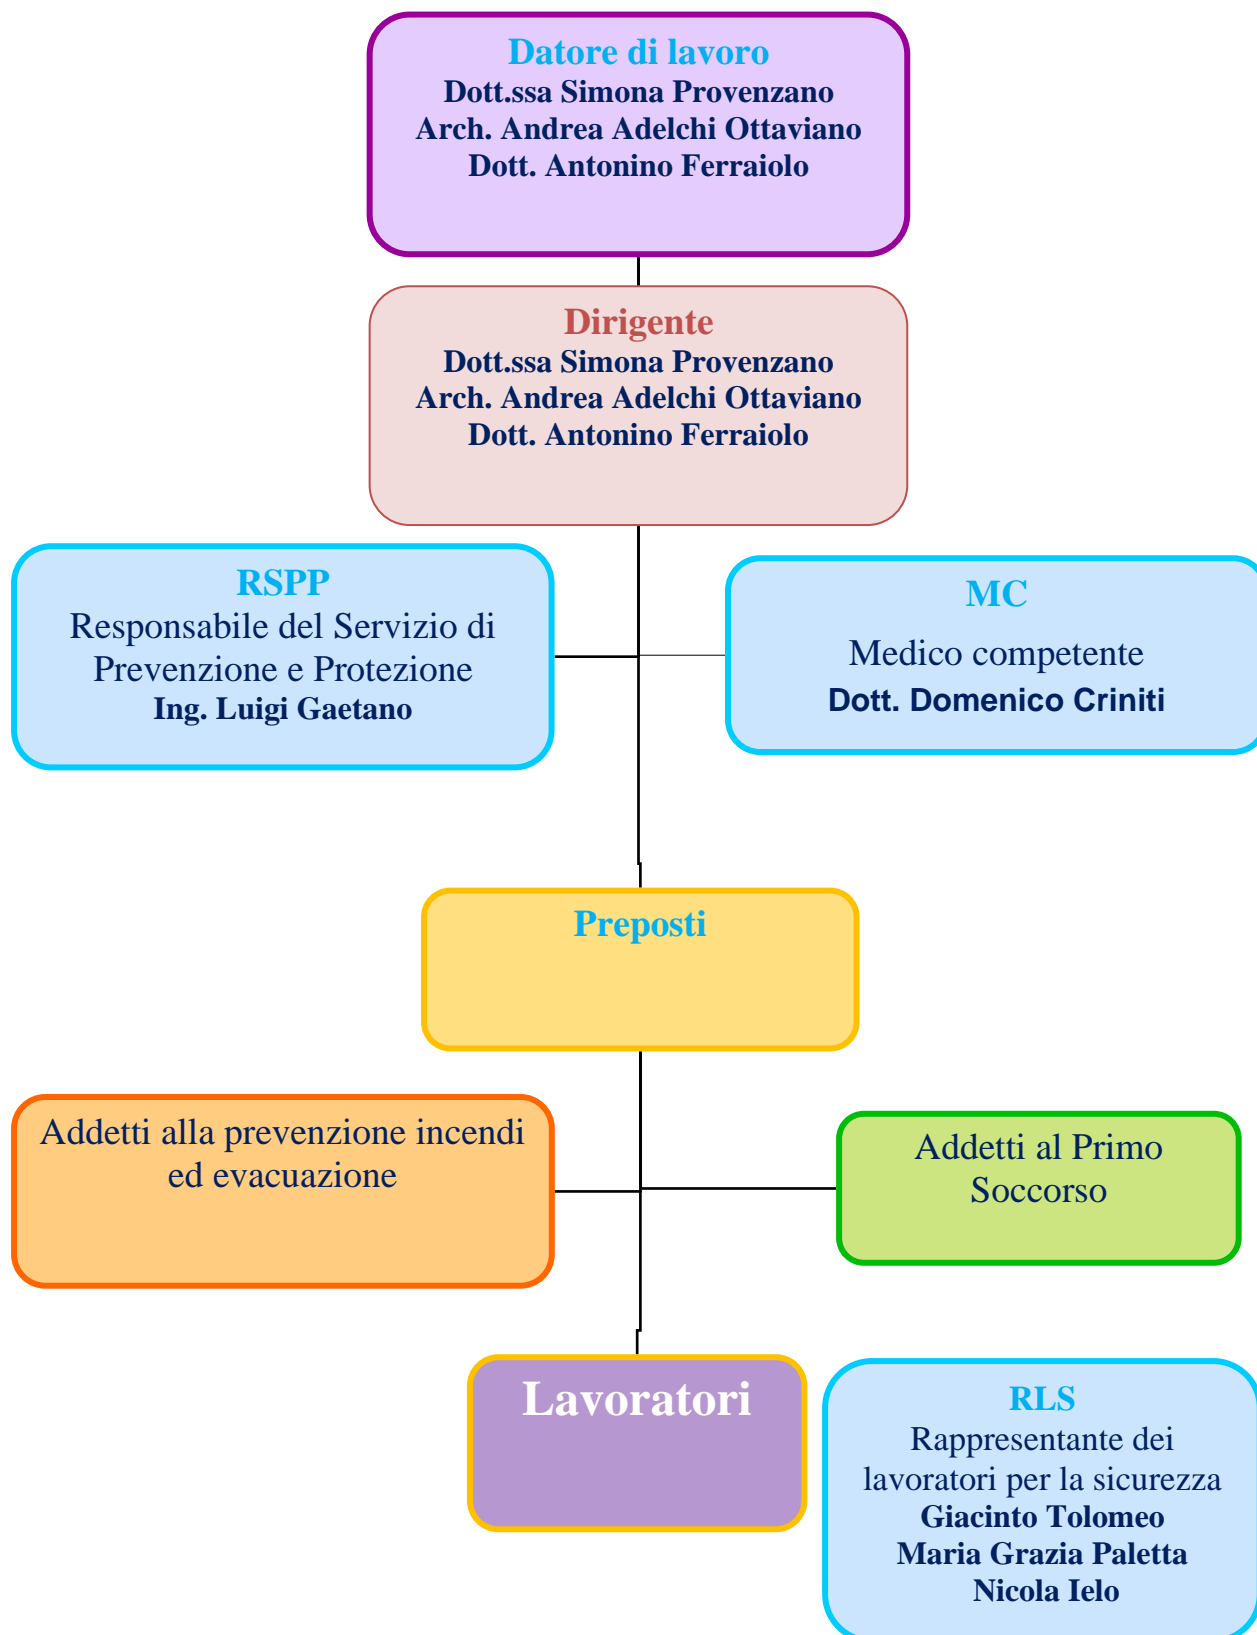 Datore di lavoro
Dott.ssa Simona Provenzano
Arch. Andrea Adelchi Ottaviano
Dott. Antonino Ferraiolo
Dirigente
Dott.ssa Simona Provenzano
Arch. Andrea Adelchi Ottaviano
Dott. Antonino Ferraiolo
RSPP
Responsabile del Servizio di
Prevenzione e Protezione
Ing. Luigi Gaetano
MC
Medico competente
Dott. Domenico Criniti
Preposti
Addetti alla prevenzione incendi
ed evacuazione
Addetti al Primo
Soccorso
Lavoratori
RLS
Rappresentante dei
lavoratori per la sicurezza
Giacinto Tolomeo
Maria Grazia Paletta
Nicola Ielo